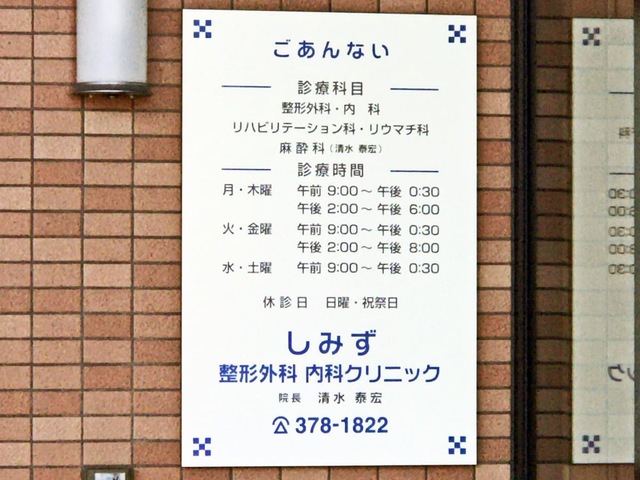 ごあんない
診療科目
整形外科・内 科
リハビリテーション科・リウマチ科
麻酔科(清水 泰宏)
診療時間
月・木曜 午前 9:00～午後 0:30
午後 2:00～午後 6:00
火・金曜 午前 9:00～午後 0:30
午後 2:00～午後 8:00
水・土曜 午前 9:00～午後 0:30
休診日 日曜・祝祭日
しみず
整形外科 内科クリニック
院長 清水 泰宏
☎ 378-1822